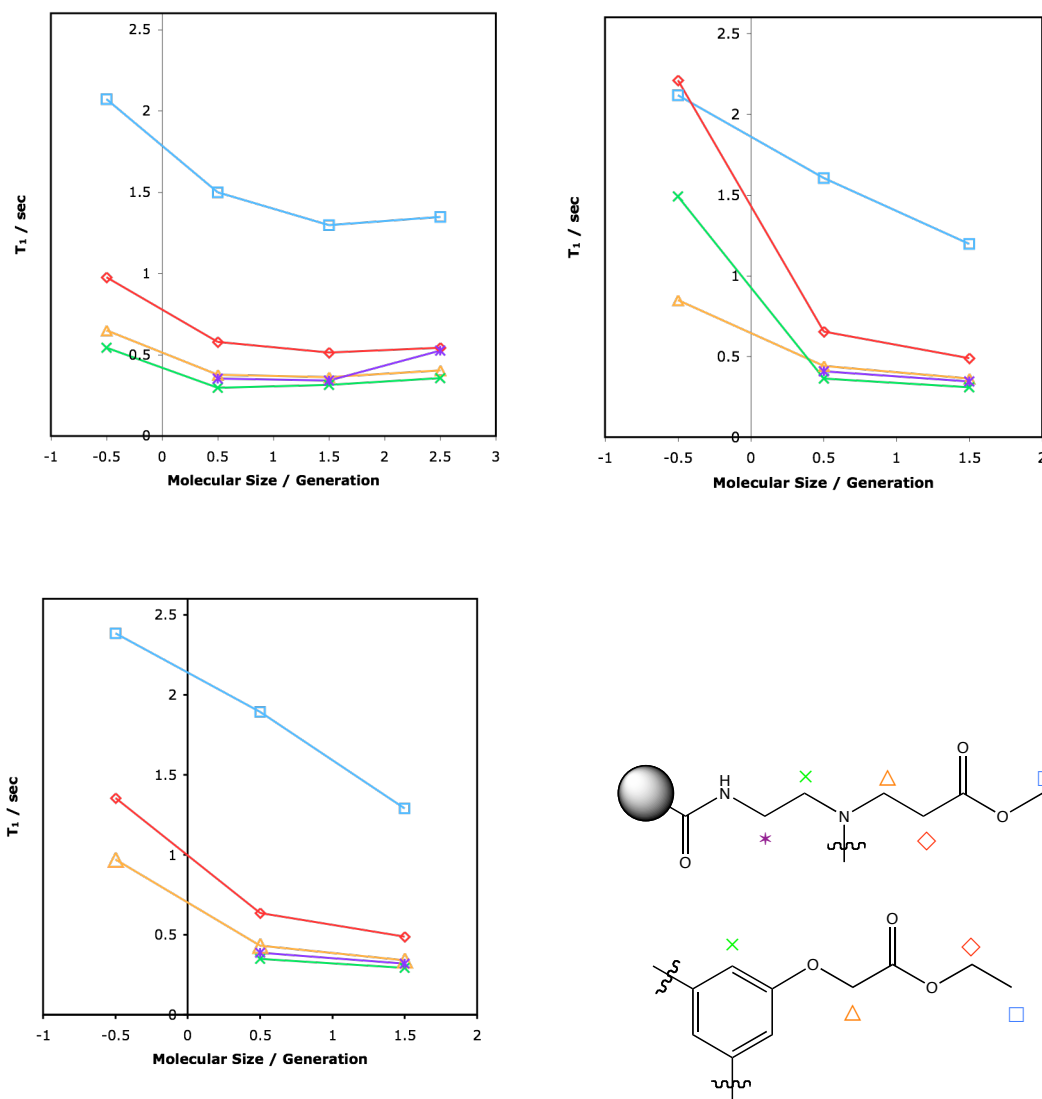 2.5
2
1.5
1
0.5
0
-1 -0.5 0 0.5 1 1.5 2 2.5 3
T₁ / sec
Molecular Size / Generation
2.5
2
1.5
1
0.5
0
-1 -0.5 0 0.5 1 1.5 2
T₁ / sec
Molecular Size / Generation
2.5
2
1.5
1
0.5
0
-1 -0.5 0 0.5 1 1.5 2
T₁ / sec
Molecular Size / Generation
O
H
N
N
O
O
O
O
O